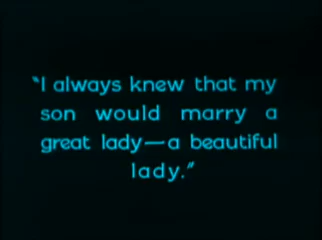 “I always knew that my
son would marry a
great lady—a beautiful
lady.”